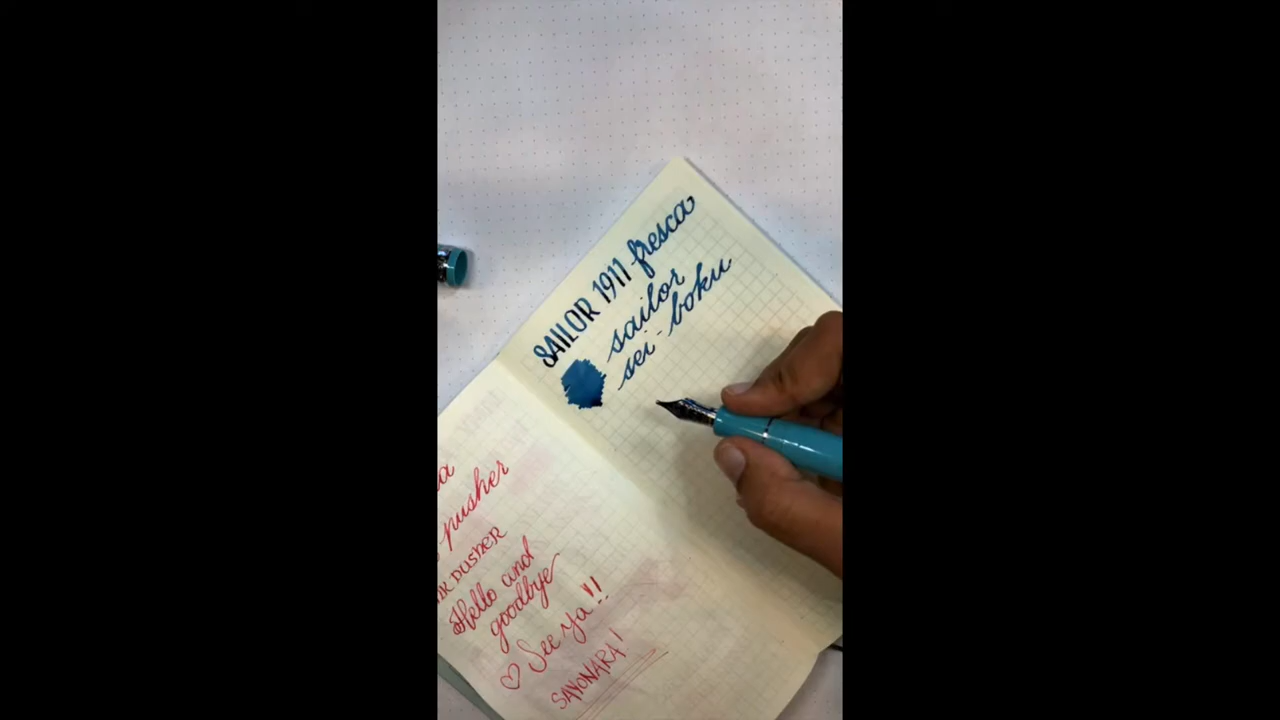 SAILOR 1911 fresca
sailor
sei-boku
pusher
PUSHER
Hello and
goodbye
♡ See ya!!
SAYONARA!